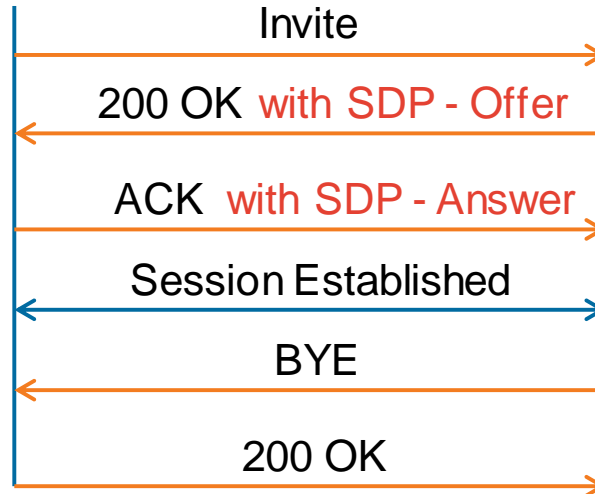 Invite
200 OK with SDP - Offer
ACK with SDP - Answer
Session Established
BYE
200 OK